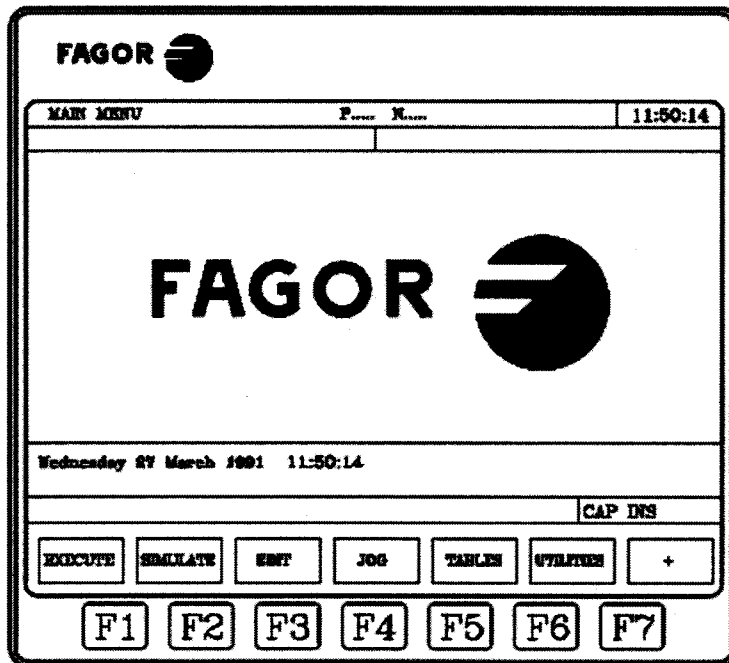 FAGOR
MAIN MENU P..... N..... 11:50:14
FAGOR
Wednesday 27 March 1991 11:50:14
CAP INS
EXECUTE SIMULATE EDIT JOG TABLES UTILITIES +
F1 F2 F3 F4 F5 F6 F7